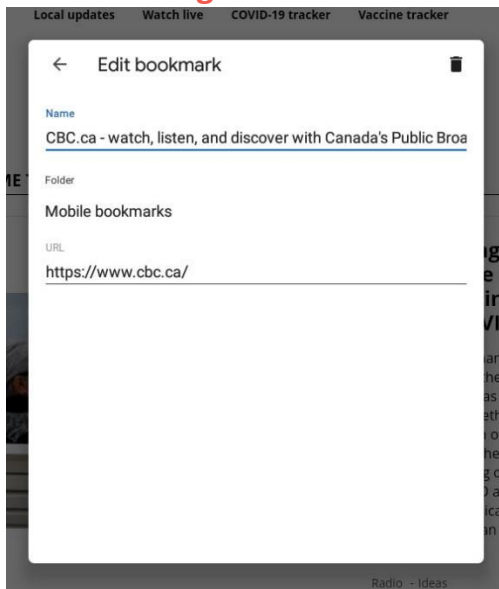 Local updates Watch live COVID-19 tracker Vaccine tracker
Edit bookmark
Name
CBC.ca - watch, listen, and discover with Canada's Public Broa
Folder
Mobile bookmarks
URL
https://www.cbc.ca/
Radio - Ideas